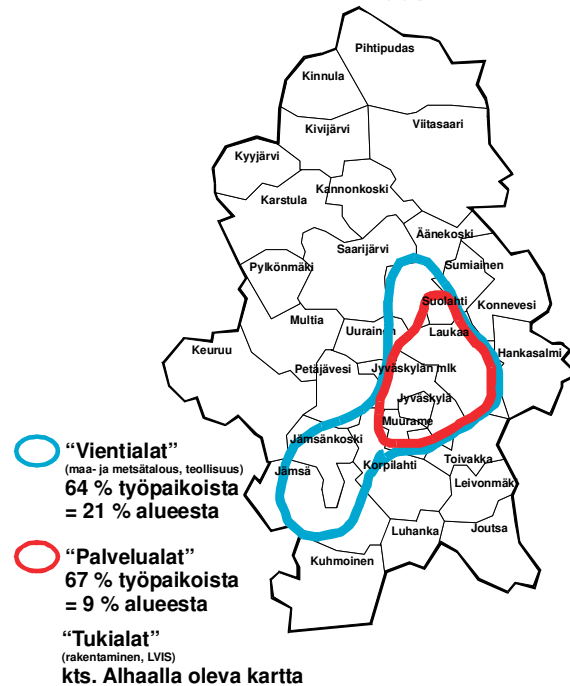 Pihtipudas
Kinnula
Kivijärvi
Viitasaari
Kyyjärvi
Kannonkoski
Karstula
Äänekoski
Saarijärvi
Sumiainen
Pylkönmäki
Suolahti
Konnevesi
Multia
Uurainen
Laukaa
Keuruu
Hankasalmi
Petäjävesi
Jyväskylän mlk
Jyväskylä
Muurame
Jämsänkoski
Toivakka
Jämsä
Korpilahti
Leivonmäk
Luhanka
Joutsa
Kuhmoinen
“Vientialat”
(maa- ja metsätalous, teollisuus)
64 % työpaikoista
= 21 % alueesta
“Palvelualat”
67 % työpaikoista
= 9 % alueesta
“Tukialat”
(rakentaminen, LVIS)
kts. Alhaalla oleva kartta